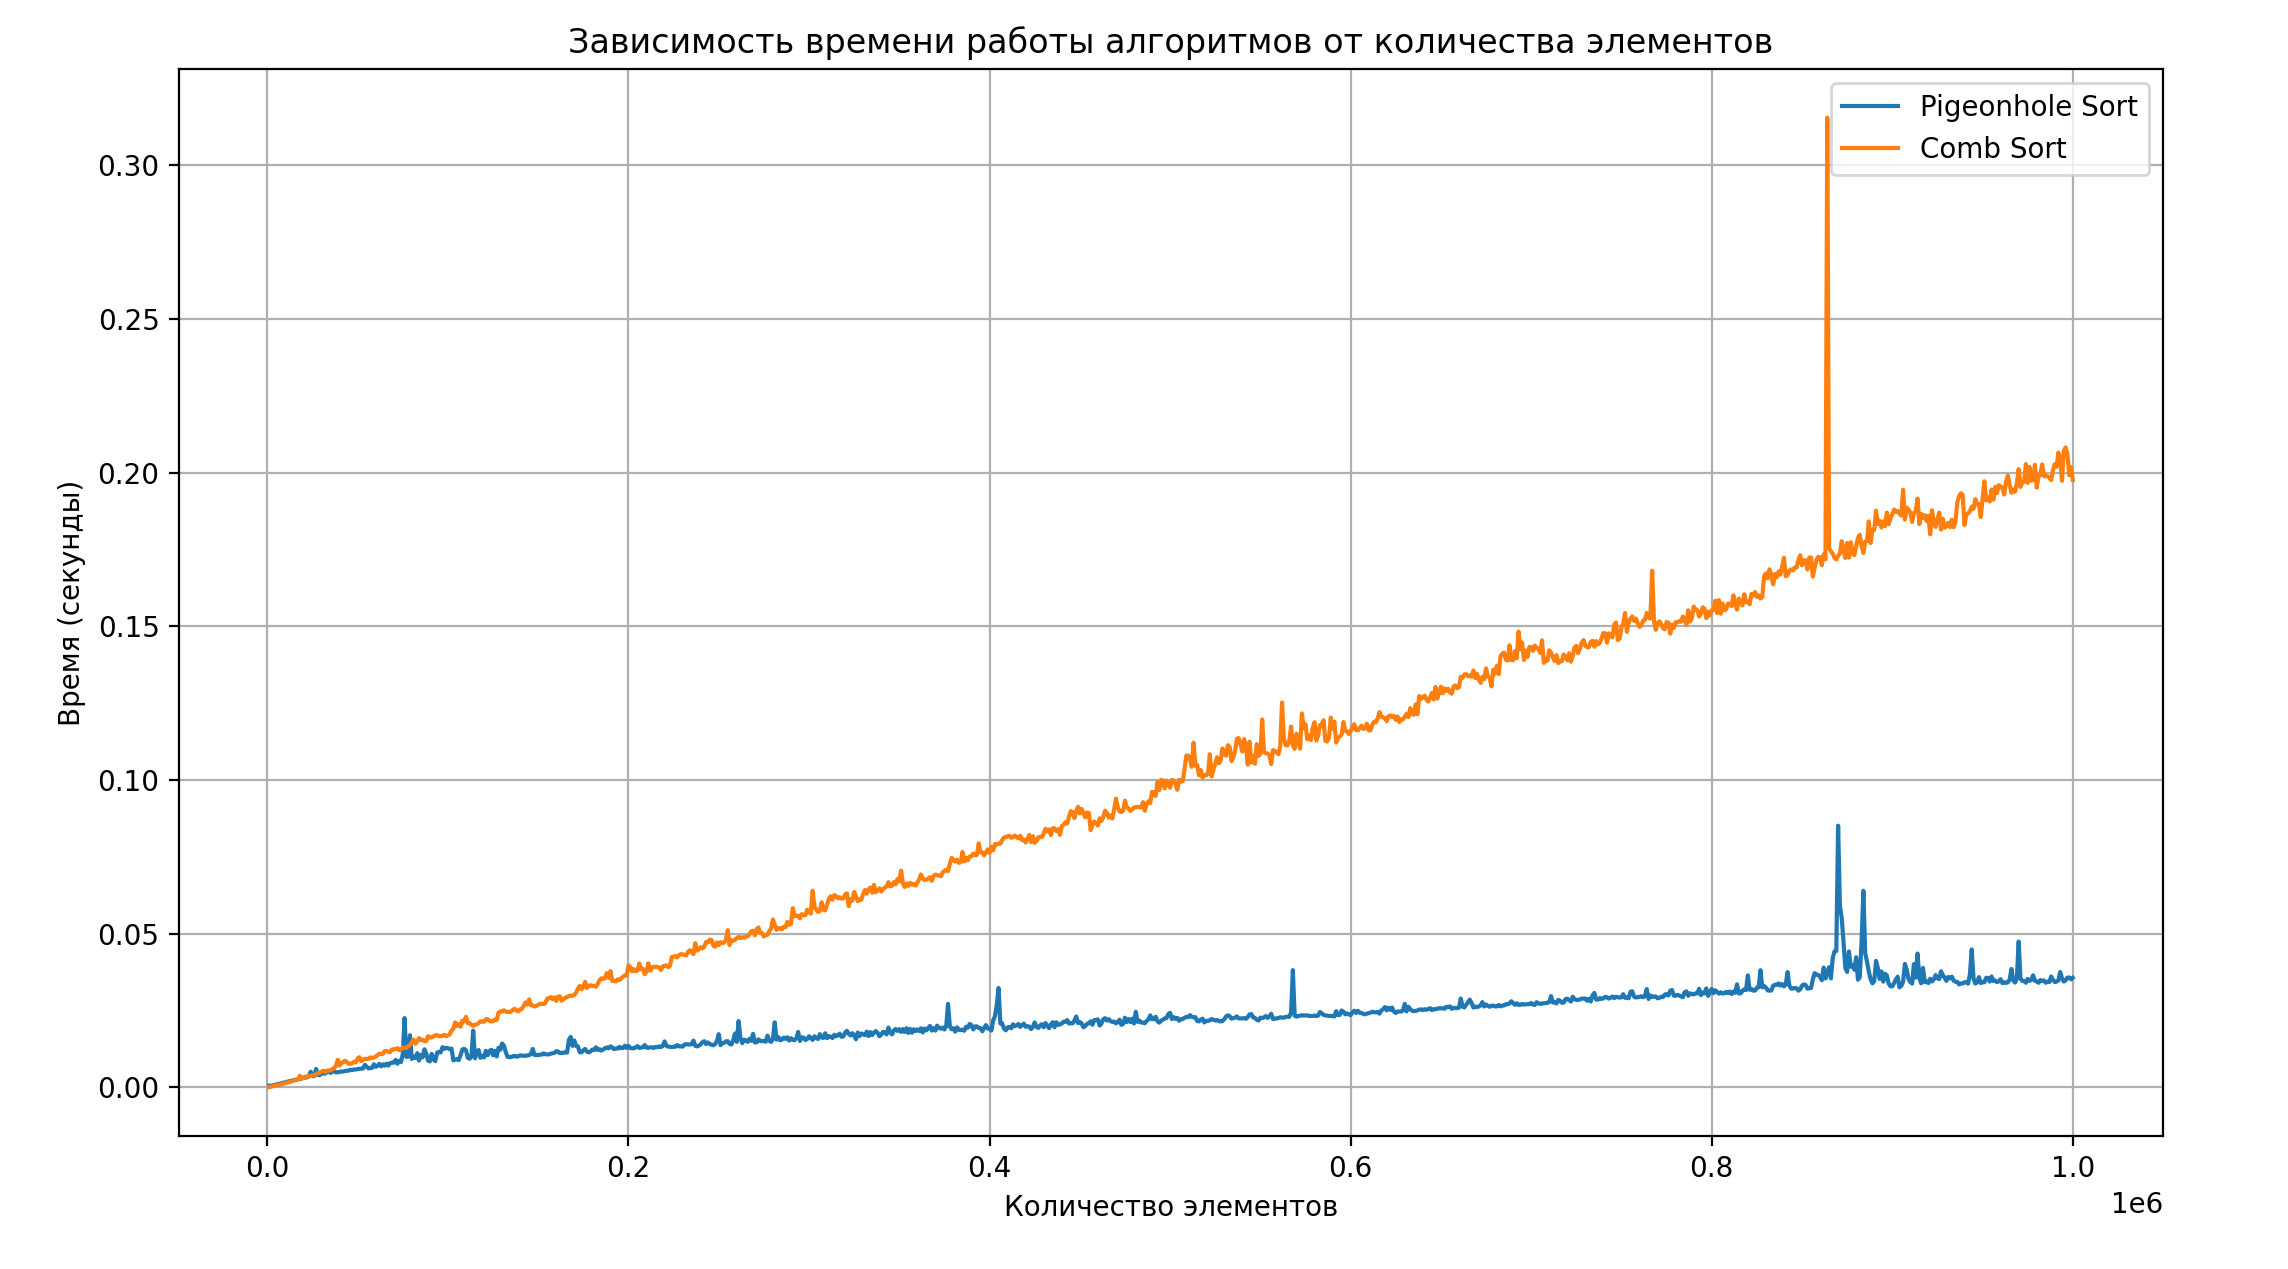 Зависимость времени работы алгоритмов от количества элементов
Pigeonhole Sort
Comb Sort
0.30
0.25
0.20
0.15
0.10
0.05
0.00
Время (секунды)
0.0 0.2 0.4 0.6 0.8 1.0
1e6
Количество элементов